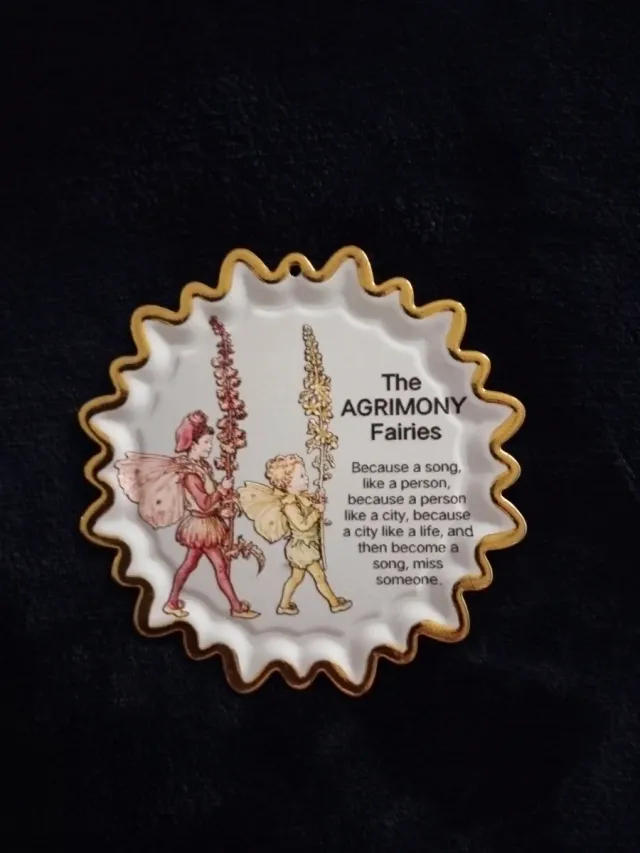 The
AGRIMONY
Fairies
Because a song,
like a person,
because a person
like a city, because
a city like a life, and
then become a
song, miss
someone.